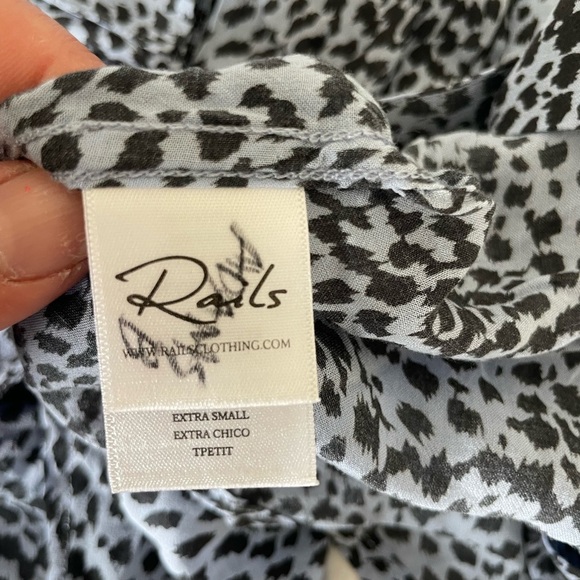 Rails
WWW.RAILSCLOTHING.COM
EXTRA SMALL
EXTRA CHICO
TPETIT